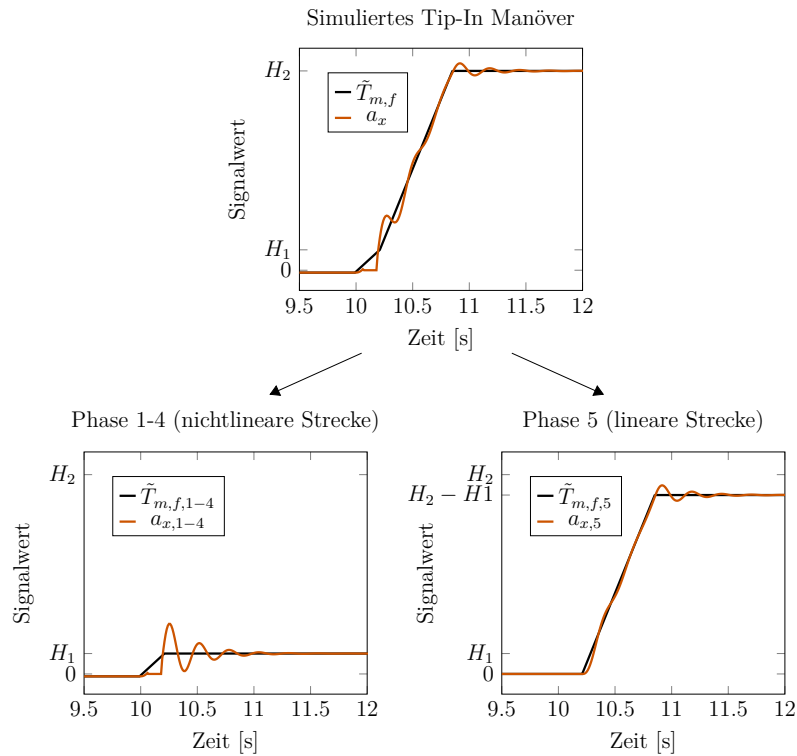 Simuliertes Tip-In Manöver
H₂
T̃ₘ,f
aₓ
Signalwert
H₁
0
9.5 10 10.5 11 11.5 12
Zeit [s]
Phase 1-4 (nichtlineare Strecke)
H₂
T̃ₘ,f,₁₋₄
aₓ,₁₋₄
Signalwert
H₁
0
9.5 10 10.5 11 11.5 12
Zeit [s]
Phase 5 (lineare Strecke)
H₂
H₂ − H1
T̃ₘ,f,₅
aₓ,₅
Signalwert
H₁
0
9.5 10 10.5 11 11.5 12
Zeit [s]